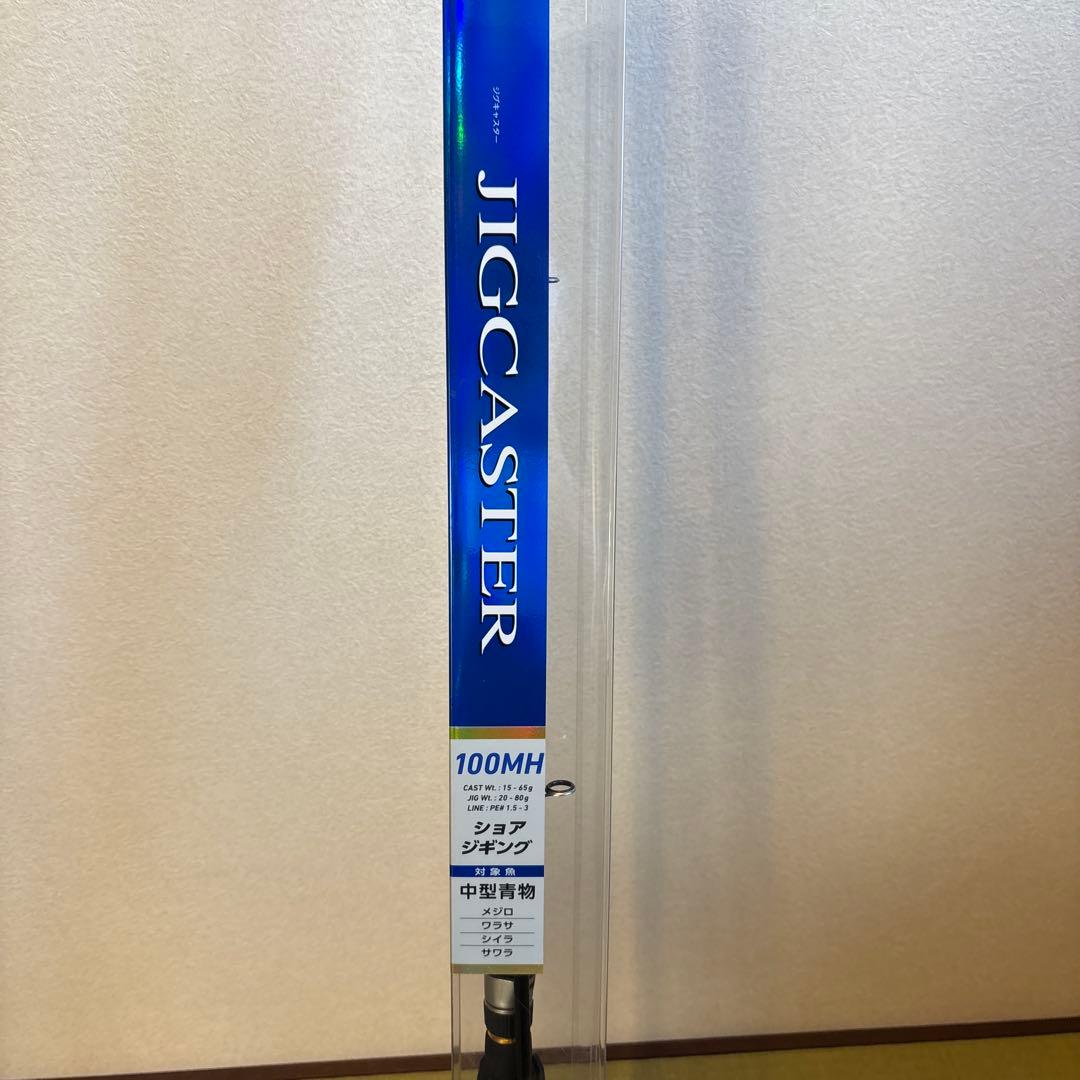 ジグキャスター
JIGCASTER
100MH
CAST Wt. : 15 - 65g
JIG Wt. : 20 - 80g
LINE : PE# 1.5 - 3
ショア
ジギング
対象魚
中型青物
メジロ
ワラサ
シイラ
サワラ